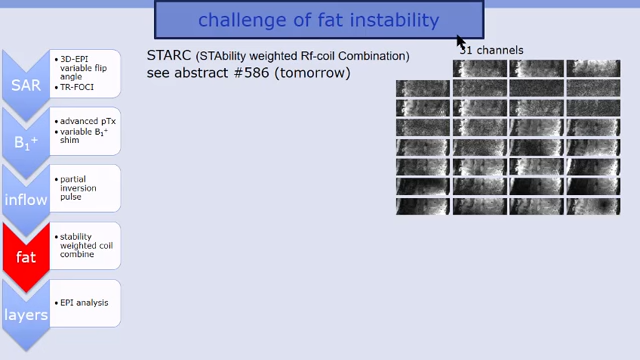 challenge of fat instability
STARC (STAbility weighted Rf-coil Combination)
see abstract #586 (tomorrow)
31 channels
SAR
• 3D-EPI
variable flip
angle
• TR-FOCI
B₁⁺
• advanced pTx
• variable B₁⁺
shim
inflow
• partial
inversion
pulse
fat
• stability
weighted coil
combine
layers
• EPI analysis